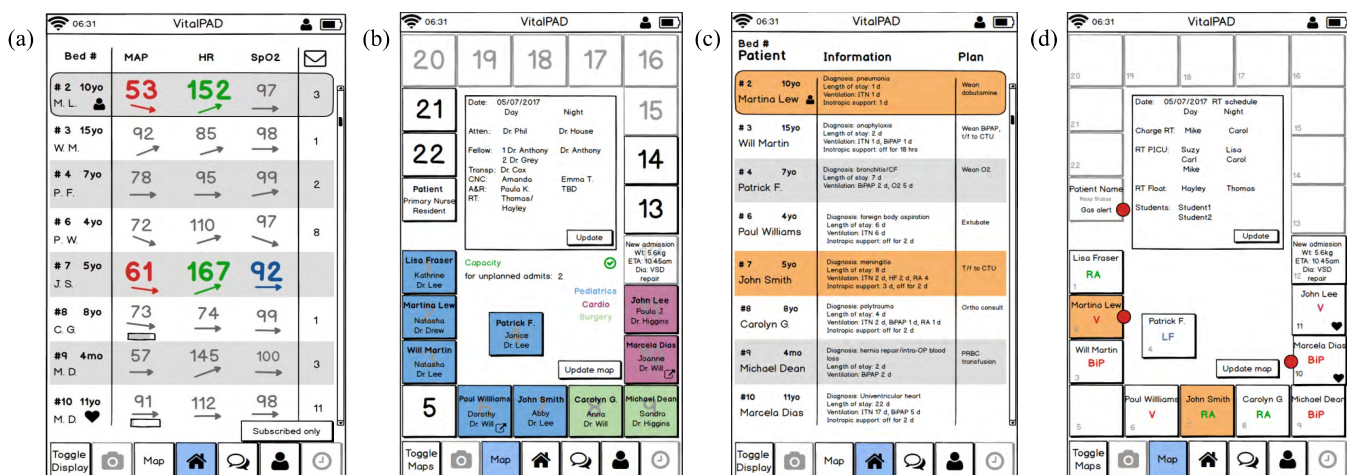 (a)
06:31 VitalPAD
Bed # MAP HR SpO2
# 2 10yo 53 152 97 3
M. L.
# 3 15yo 92 85 98 1
W. M.
# 4 7yo 78 95 99 2
P. F.
# 6 4yo 72 110 97 8
P. W.
# 7 5yo 61 167 92
J. S.
#8 8yo 73 74 99 1
C. G.
#9 4mo 57 145 100 3
M. D.
#10 11yo 91 112 98 11
M. D.
Subscribed only
Toggle Display
Map
(b)
06:31 VitalPAD
20 19 18 17 16
21
22
15
14
13
Patient
Primary Nurse
Resident
Date: 05/07/2017
Day Night
Atten.: Dr. Phil Dr. House
Fellow: 1 Dr. Anthony Dr. Anthony
2 Dr. Grey
Transp: Dr. Cox
CNC: Amanda Emma T.
A&R: Paula K. TBD
RT: Thomas/
Hayley
Update
New admission
Wt: 5.6kg
ETA: 10.45am
Dia: VSD
repair
Capacity
for unplanned admits: 2
Pediatrics
Cardio
Surgery
Lisa Fraser
Kathrine
Dr. Lee
Martina Lew
Natasha
Dr. Drew
Will Martin
Natasha
Dr. Lee
Patrick F.
Janice
Dr. Lee
John Lee
Paula J.
Dr. Higgins
Marcela Dias
Joanne
Dr. Will
Update map
5
Paul Williams
Dorothy
Dr. Will
John Smith
Abby
Dr. Lee
Carolyn G.
Anna
Dr. Will
Michael Dean
Sandra
Dr. Higgins
Toggle Maps
Map
(c)
06:31 VitalPAD
Bed #
Patient Information Plan
# 2 10yo
Martina Lew
Diagnosis: pneumonia
Length of stay: 1 d
Ventilation: ITN 1 d
Inotropic support: 1 d
Wean
dobutamine
# 3 15yo
Will Martin
Diagnosis: anaphylaxis
Length of stay: 2 d
Ventilation: ITN 1 d, BiPAP 1 d
Inotropic support: off for 18 hrs
Wean BiPAP,
t/f to CTU
# 4 7yo
Patrick F.
Diagnosis: bronchitis/CF
Length of stay: 7 d
Ventilation: BiPAP 2 d, O2 5 d
Wean O2
# 6 4yo
Paul Williams
Diagnosis: foreign body aspiration
Length of stay: 6 d
Ventilation: ITN 6 d
Inotropic support: off for 2 d
Extubate
# 7 5yo
John Smith
Diagnosis: meningitis
Length of stay: 8 d
Ventilation: ITN 2 d, HF 2 d, RA 4
Inotropic support: 3 d, off for 2 d
T/f to CTU
#8 8yo
Carolyn G.
Diagnosis: polytrauma
Length of stay: 4 d
Ventilation: ITN 2 d, BiPAP 1 d, RA 1 d
Inotropic support: off for 2 d
Ortho consult
#9 4mo
Michael Dean
Diagnosis: hernia repair/intra-OP blood
loss
Length of stay: 2 d
Ventilation: BiPAP 2 d
PRBC
transfusion
#10 11yo
Marcela Dias
Diagnosis: Univentricular heart
Length of stay: 22 d
Ventilation: ITN 17 d, BiPAP 5 d
Inotropic support: off for 2 d
Toggle Display
Map
(d)
06:31 VitalPAD
20 19 18 17 16
21
22
15
14
13
Date: 05/07/2017 RT schedule
Day Night
Charge RT: Mike Carol
RT PICU: Suzy Lisa
Carl Carol
Mike
RT Float: Hayley Thomas
Students: Student1
Student2
Update
Patient Name
Resp Status
Gas alert
New admission
Wt: 5.6kg
ETA: 10.45am
Dia: VSD
12 repair
Lisa Fraser
RA
1
Martina Lew
V
Will Martin
BiP
3
Patrick F.
LF
4
John Lee
V
11
Marcela Dias
BiP
10
Update map
5
Paul Williams
V
6
John Smith
RA
Carolyn G.
RA
8
Michael Dean
BiP
9
Toggle Maps
Map